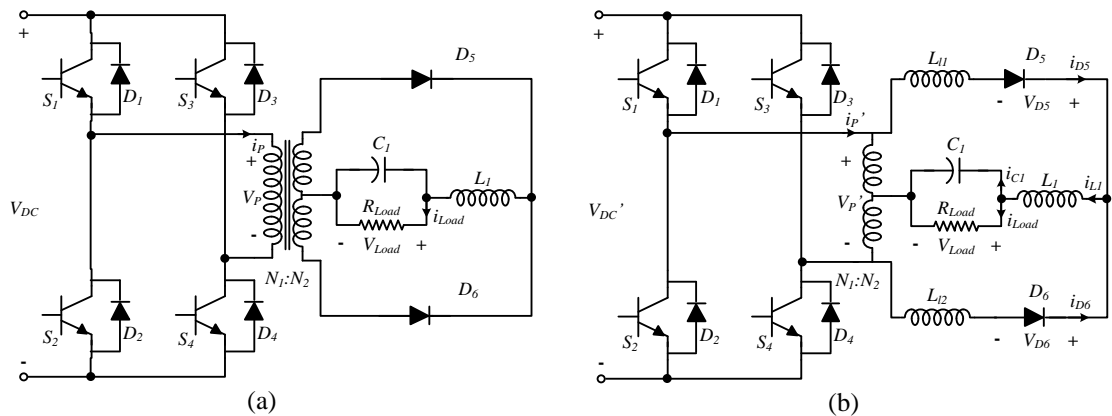 +
S1
D1
S3
D3
D5
iP
+
VP
-
C1
RLoad
iLoad
- VLoad +
L1
VDC
N1:N2
D6
S2
D2
S4
D4
-
(a)
+
S1
D1
S3
D3
Ll1
D5
iD5
- VD5 +
iP'
+
VP'
-
C1
iC1
L1
iL1
RLoad
iLoad
- VLoad +
VDC'
N1:N2
Ll2
D6
iD6
- VD6 +
S2
D2
S4
D4
-
(b)